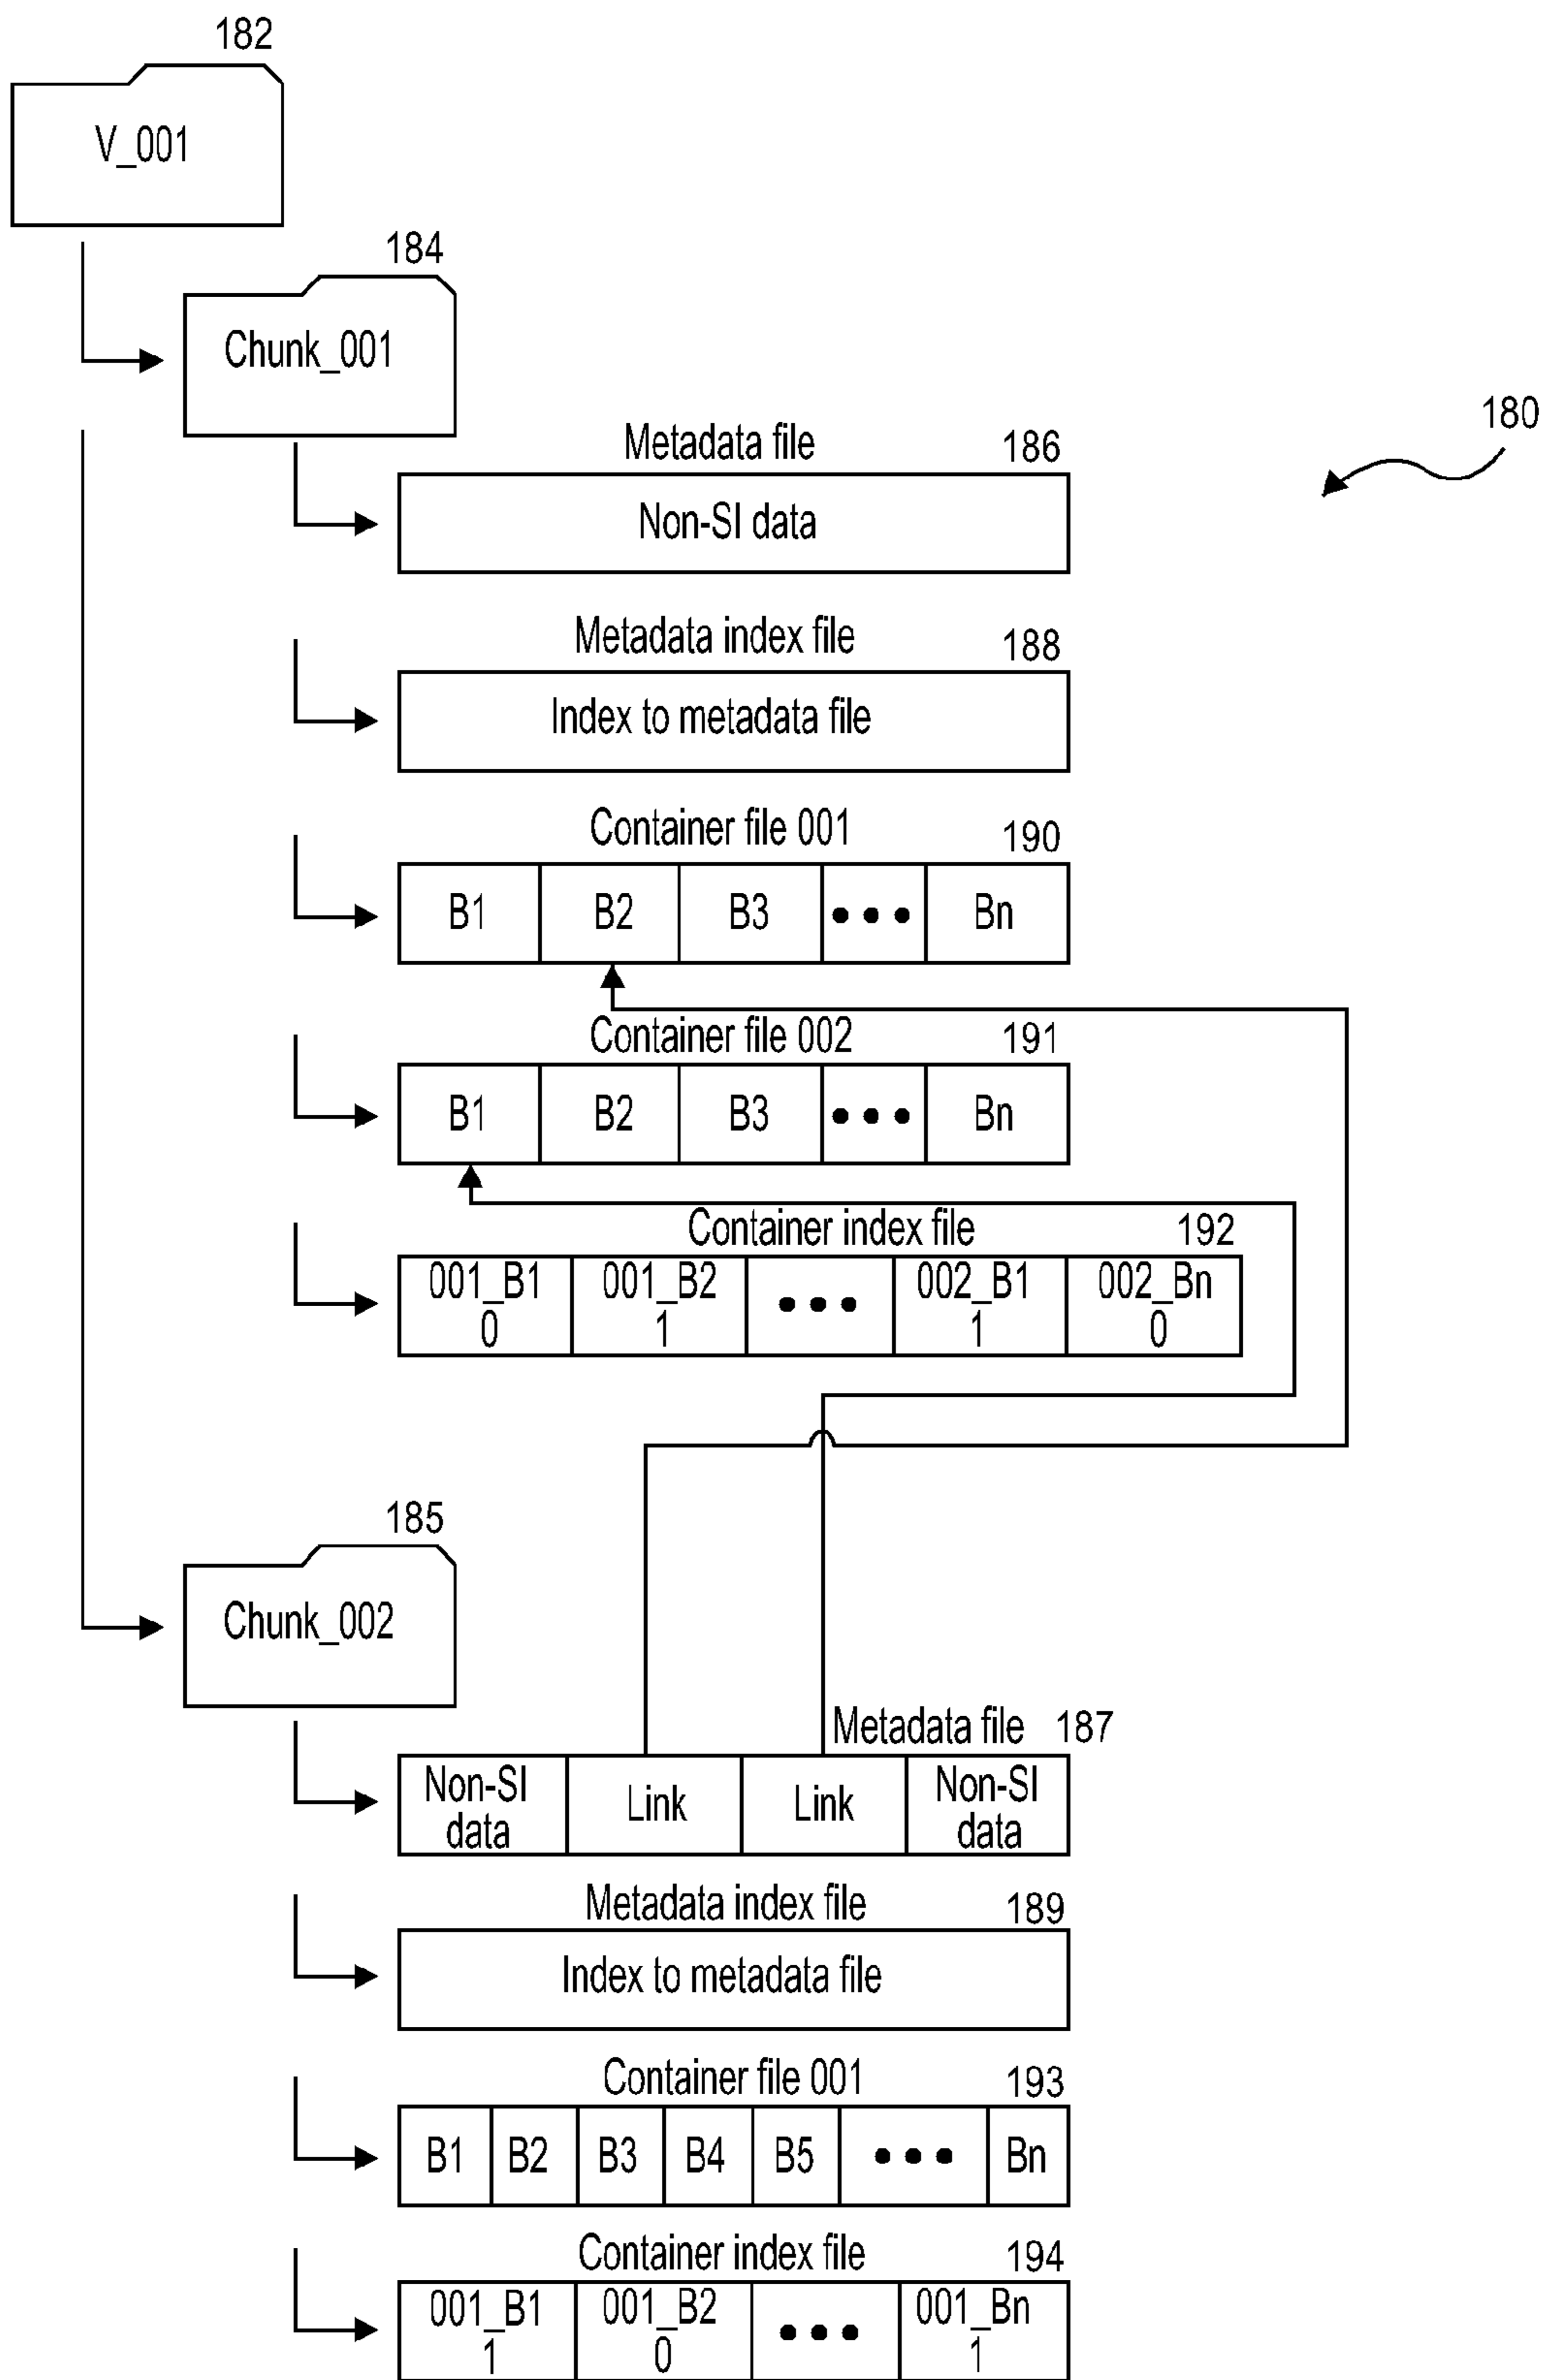 182
V_001
184
Chunk_001
180
Metadata file 186
Non-SI data
Metadata index file 188
Index to metadata file
Container file 001 190
B1 B2 B3 ••• Bn
Container file 002 191
B1 B2 B3 ••• Bn
Container index file 192
001_B1 001_B2 ••• 002_B1 002_Bn
0 1 1 0
185
Chunk_002
Metadata file 187
Non-SI data Link Link Non-SI data
Metadata index file 189
Index to metadata file
Container file 001 193
B1 B2 B3 B4 B5 ••• Bn
Container index file 194
001_B1 001_B2 ••• 001_Bn
1 0 1